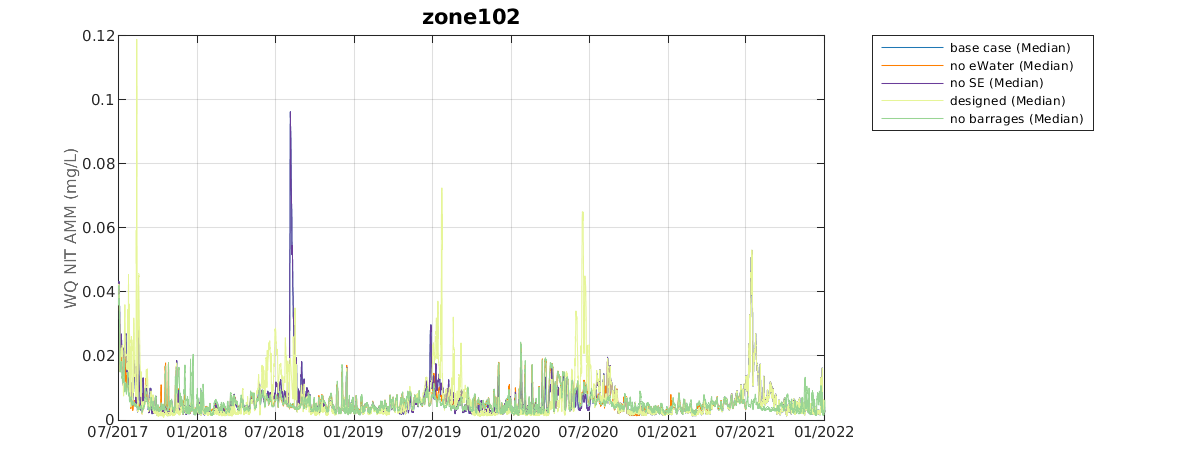 zone102
WQ NIT AMM (mg/L)
0.12
0.1
0.08
0.06
0.04
0.02
0
07/2017
01/2018
07/2018
01/2019
07/2019
01/2020
07/2020
01/2021
07/2021
01/2022
base case (Median)
no eWater (Median)
no SE (Median)
designed (Median)
no barrages (Median)